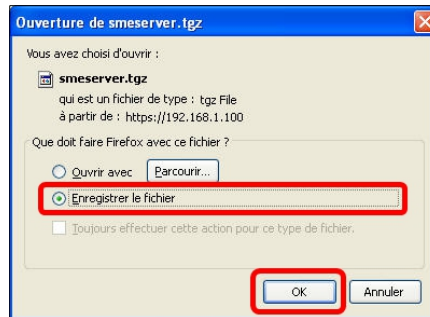 Ouverture de smeserver.tgz
Vous avez choisi d'ouvrir :
smeserver.tgz
qui est un fichier de type : tgz File
à partir de : https://192.168.1.100
Que doit faire Firefox avec ce fichier ?
Ouvrir avec Parcourir...
Enregistrer le fichier
Toujours effectuer cette action pour ce type de fichier.
OK Annuler